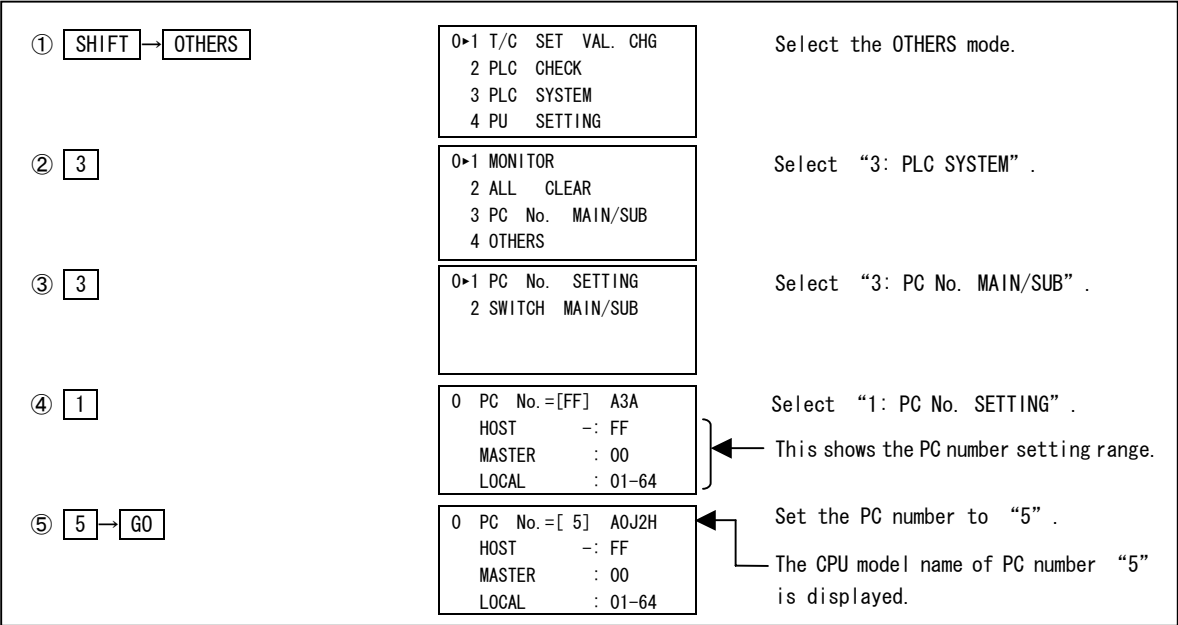 ① SHIFT → OTHERS
0▸1 T/C SET VAL. CHG
2 PLC CHECK
3 PLC SYSTEM
4 PU SETTING
Select the OTHERS mode.
② 3
0▸1 MONITOR
2 ALL CLEAR
3 PC No. MAIN/SUB
4 OTHERS
Select “3: PLC SYSTEM”.
③ 3
0▸1 PC No. SETTING
2 SWITCH MAIN/SUB
Select “3: PC No. MAIN/SUB”.
④ 1
0 PC No.=[FF] A3A
HOST -: FF
MASTER : 00
LOCAL : 01-64
Select “1: PC No. SETTING”.
This shows the PC number setting range.
⑤ 5 → GO
0 PC No.=[ 5] A0J2H
HOST -: FF
MASTER : 00
LOCAL : 01-64
Set the PC number to “5”.
The CPU model name of PC number “5”
is displayed.